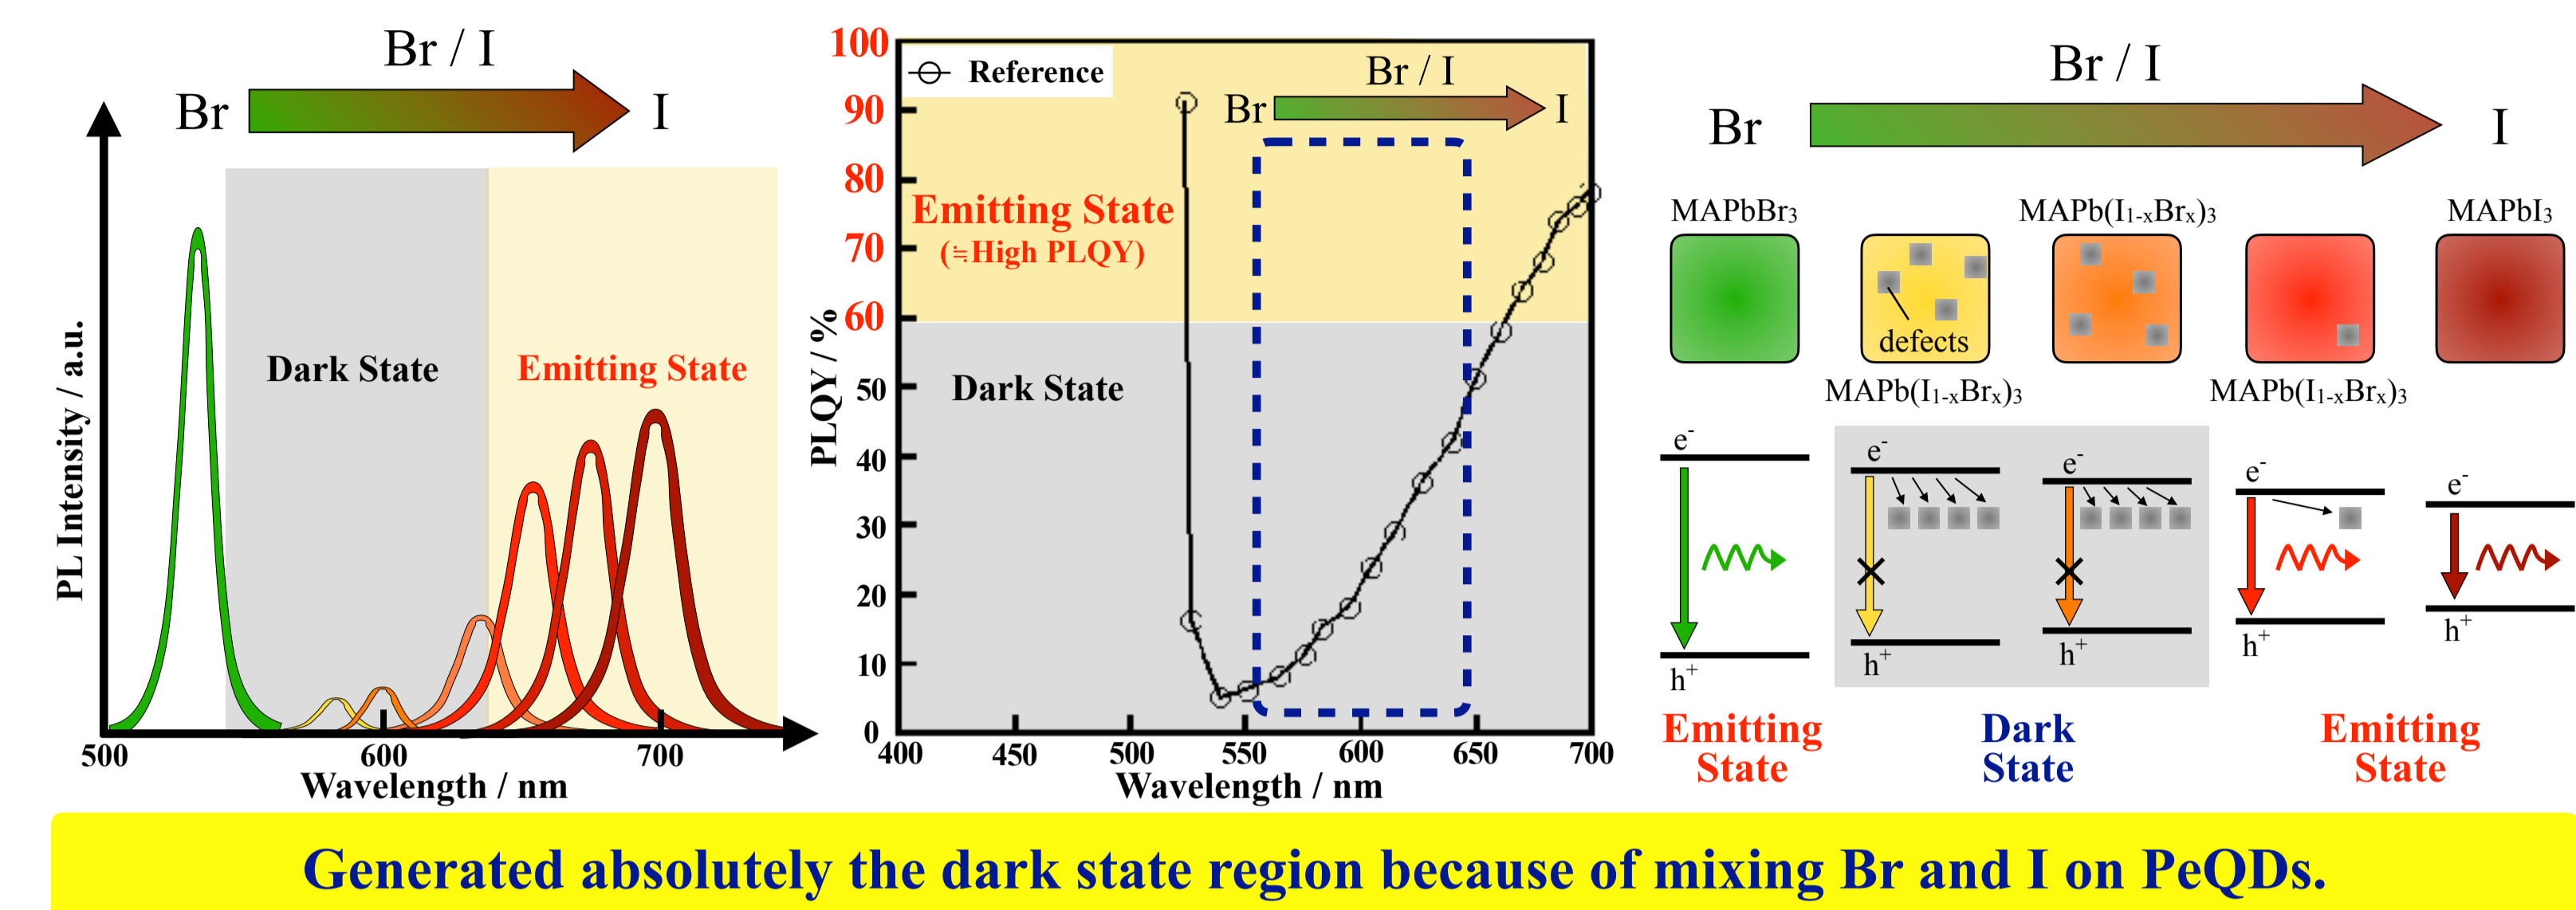 Br / I
Br
I
Dark State
Emitting State
PL Intensity / a.u.
500
600
700
Wavelength / nm
100
90
80
70
60
50
40
30
20
10
0
PLQY / %
Reference
Br / I
Br
I
Emitting State
(≒High PLQY)
Dark State
400
450
500
550
600
650
700
Wavelength / nm
Br / I
Br
I
MAPbBr₃
MAPb(I₁₋ₓBrₓ)₃
MAPbI₃
defects
MAPb(I₁₋ₓBrₓ)₃
MAPb(I₁₋ₓBrₓ)₃
e⁻
e⁻
e⁻
e⁻
e⁻
h⁺
h⁺
h⁺
h⁺
h⁺
Emitting
State
Dark
State
Emitting
State
Generated absolutely the dark state region because of mixing Br and I on PeQDs.